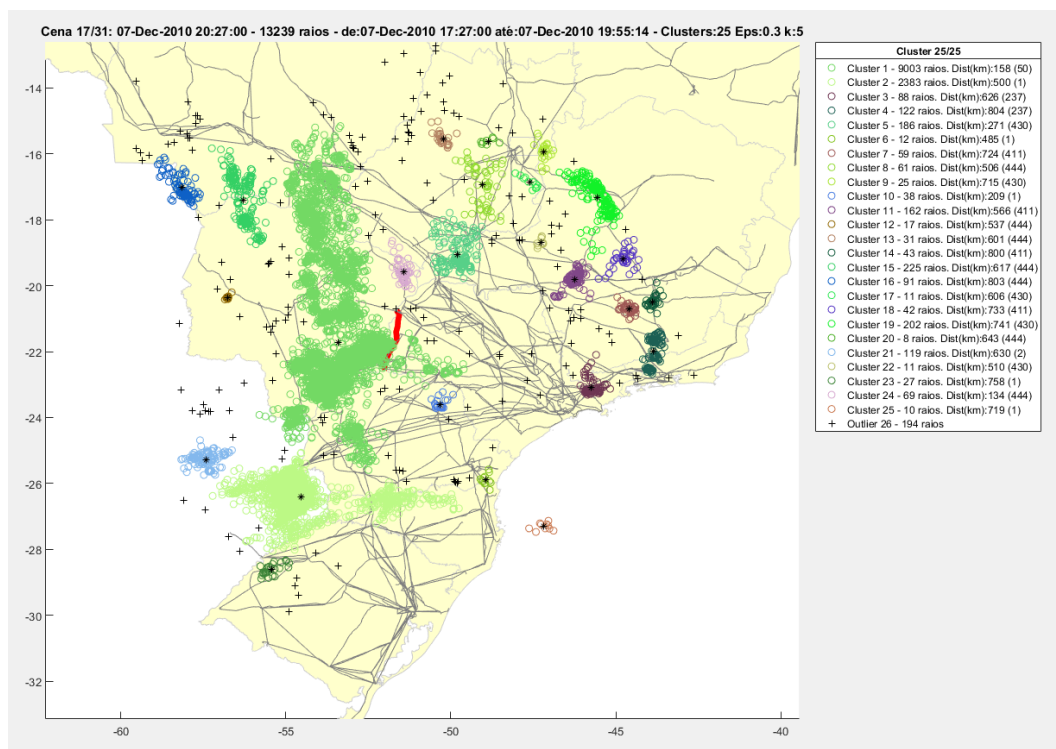 Cena 17/31: 07-Dec-2010 20:27:00 - 13239 raios - de:07-Dec-2010 17:27:00 até:07-Dec-2010 19:55:14 - Clusters:25 Eps:0.3 k:5
-14
-16
-18
-20
-22
-24
-26
-28
-30
-32
-60
-55
-50
-45
-40
Cluster 25/25
Cluster 1 - 9003 raios. Dist(km):158 (50)
Cluster 2 - 2383 raios. Dist(km):500 (1)
Cluster 3 - 88 raios. Dist(km):626 (237)
Cluster 4 - 122 raios. Dist(km):804 (237)
Cluster 5 - 186 raios. Dist(km):271 (430)
Cluster 6 - 12 raios. Dist(km):485 (1)
Cluster 7 - 59 raios. Dist(km):724 (411)
Cluster 8 - 61 raios. Dist(km):506 (444)
Cluster 9 - 25 raios. Dist(km):715 (430)
Cluster 10 - 38 raios. Dist(km):209 (1)
Cluster 11 - 162 raios. Dist(km):566 (411)
Cluster 12 - 17 raios. Dist(km):537 (444)
Cluster 13 - 31 raios. Dist(km):601 (444)
Cluster 14 - 43 raios. Dist(km):800 (411)
Cluster 15 - 225 raios. Dist(km):617 (444)
Cluster 16 - 91 raios. Dist(km):803 (444)
Cluster 17 - 11 raios. Dist(km):606 (430)
Cluster 18 - 42 raios. Dist(km):733 (411)
Cluster 19 - 202 raios. Dist(km):741 (430)
Cluster 20 - 8 raios. Dist(km):643 (444)
Cluster 21 - 119 raios. Dist(km):630 (2)
Cluster 22 - 11 raios. Dist(km):510 (430)
Cluster 23 - 27 raios. Dist(km):758 (1)
Cluster 24 - 69 raios. Dist(km):134 (444)
Cluster 25 - 10 raios. Dist(km):719 (1)
Outlier 26 - 194 raios